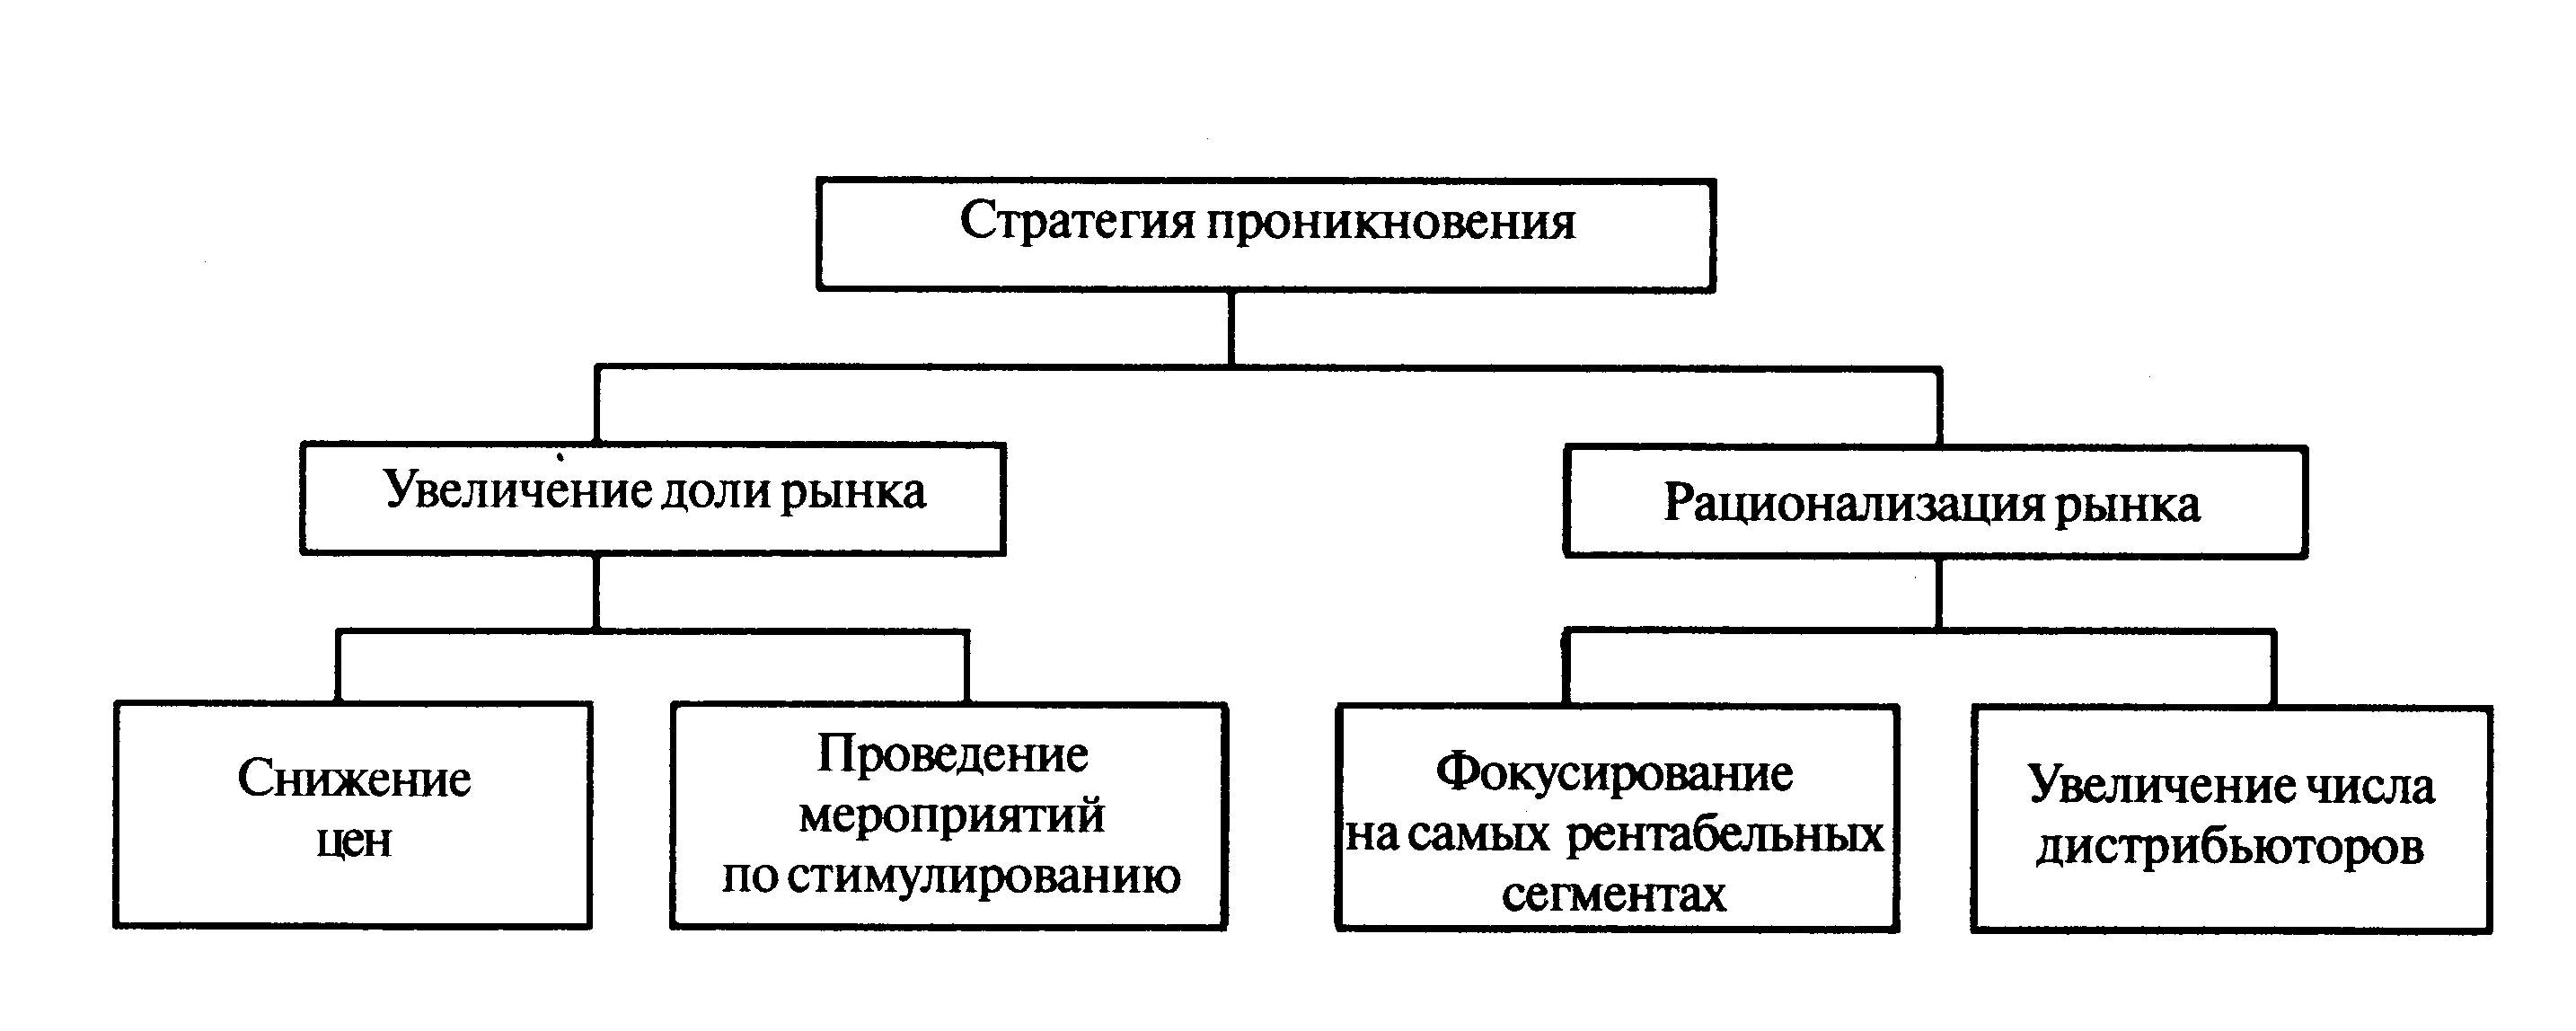 Стратегия проникновения
Увеличение доли рынка
Рационализация рынка
Снижение
цен
Проведение
мероприятий
по стимулированию
Фокусирование
на самых рентабельных
сегментах
Увеличение числа
дистрибьюторов